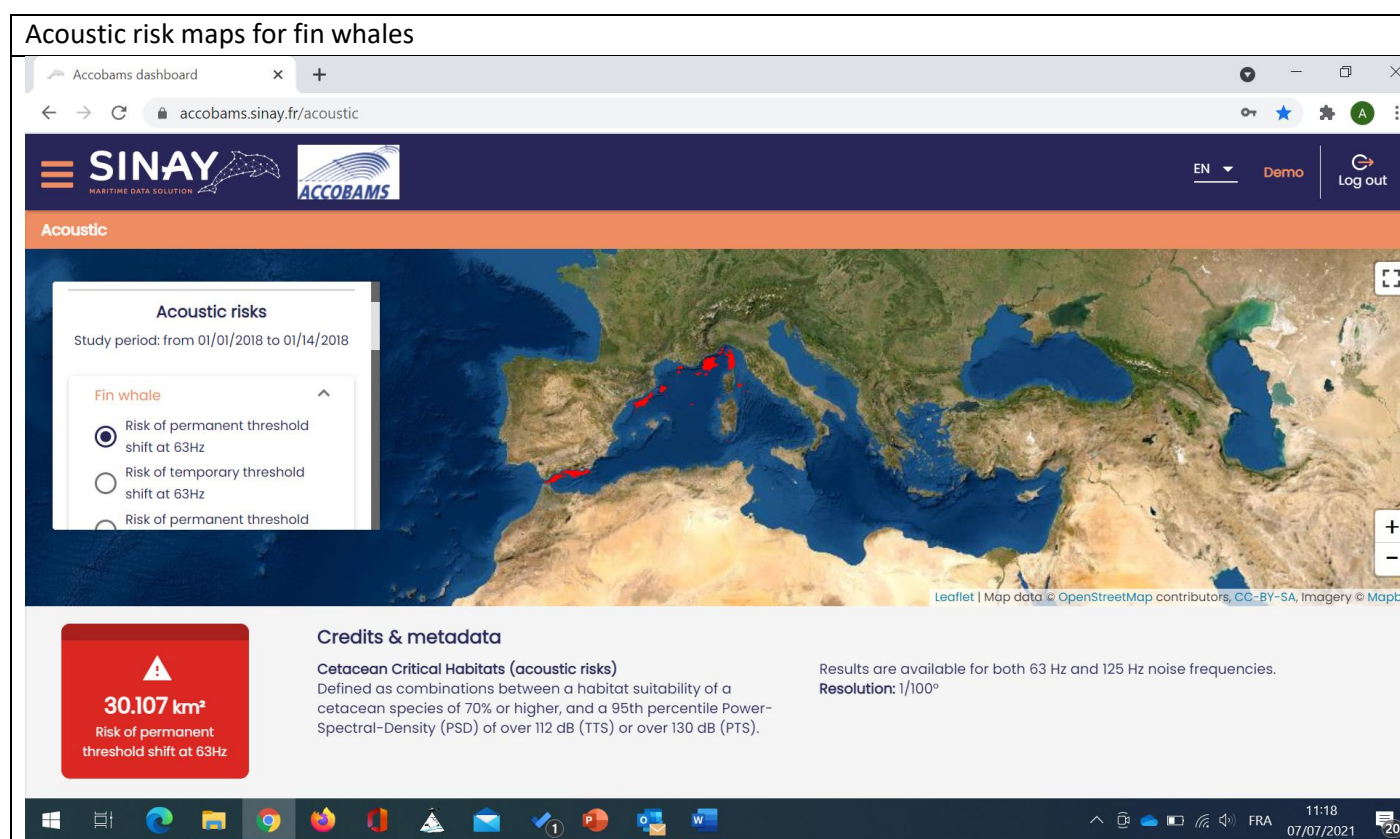 Acoustic risk maps for fin whales
Accobams dashboard
accobams.sinay.fr/acoustic
A
SINAY
MARITIME DATA SOLUTION
ACCOBAMS
EN
Demo
Log out
Acoustic
Acoustic risks
Study period: from 01/01/2018 to 01/14/2018
Fin whale
Risk of permanent threshold
shift at 63Hz
Risk of temporary threshold
shift at 63Hz
Risk of permanent threshold
+
−
Leaflet | Map data © OpenStreetMap contributors, CC-BY-SA, Imagery © Mapb
30.107 km²
Risk of permanent
threshold shift at 63Hz
Credits & metadata
Cetacean Critical Habitats (acoustic risks)
Defined as combinations between a habitat suitability of a
cetacean species of 70% or higher, and a 95th percentile Power-
Spectral-Density (PSD) of over 112 dB (TTS) or over 130 dB (PTS).
Results are available for both 63 Hz and 125 Hz noise frequencies.
Resolution: 1/100°
1
FRA
11:18
07/07/2021